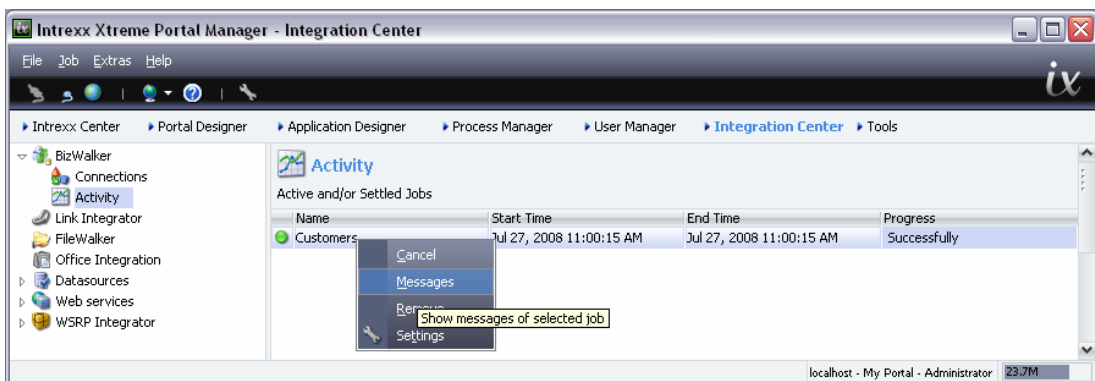 Intrexx Xtreme Portal Manager - Integration Center
File Job Extras Help
ix
Intrexx Center Portal Designer Application Designer Process Manager User Manager Integration Center Tools
BizWalker
Connections
Activity
Link Integrator
FileWalker
Office Integration
Datasources
Web services
WSRP Integrator
Activity
Active and/or Settled Jobs
Name Start Time End Time Progress
Customers Jul 27, 2008 11:00:15 AM Jul 27, 2008 11:00:15 AM Successfully
Cancel
Messages
Show messages of selected job
Settings
localhost - My Portal - Administrator 23.7M